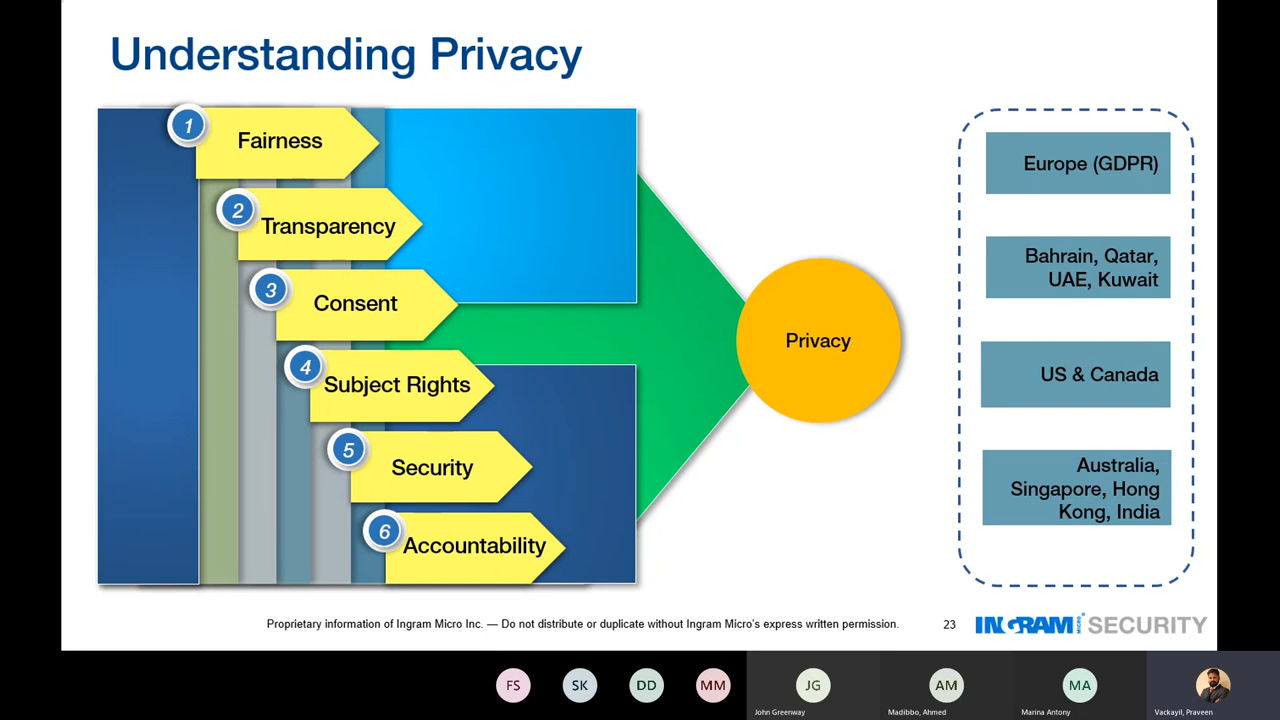 Understanding Privacy
1
Fairness
2
Transparency
3
Consent
4
Subject Rights
5
Security
6
Accountability
Privacy
Europe (GDPR)
Bahrain, Qatar,
UAE, Kuwait
US & Canada
Australia,
Singapore, Hong
Kong, India
Proprietary information of Ingram Micro Inc. — Do not distribute or duplicate without Ingram Micro's express written permission.
23
INGRAM MICRO SECURITY
FS
SK
DD
MM
JG
John Greenway
AM
Madibbo, Ahmed
MA
Marina Antony
Vackayil, Praveen